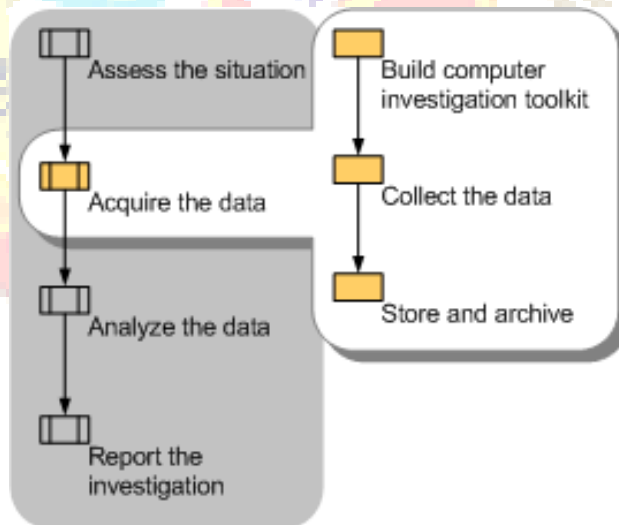 Assess the situation
Acquire the data
Analyze the data
Report the
investigation
Build computer
investigation toolkit
Collect the data
Store and archive